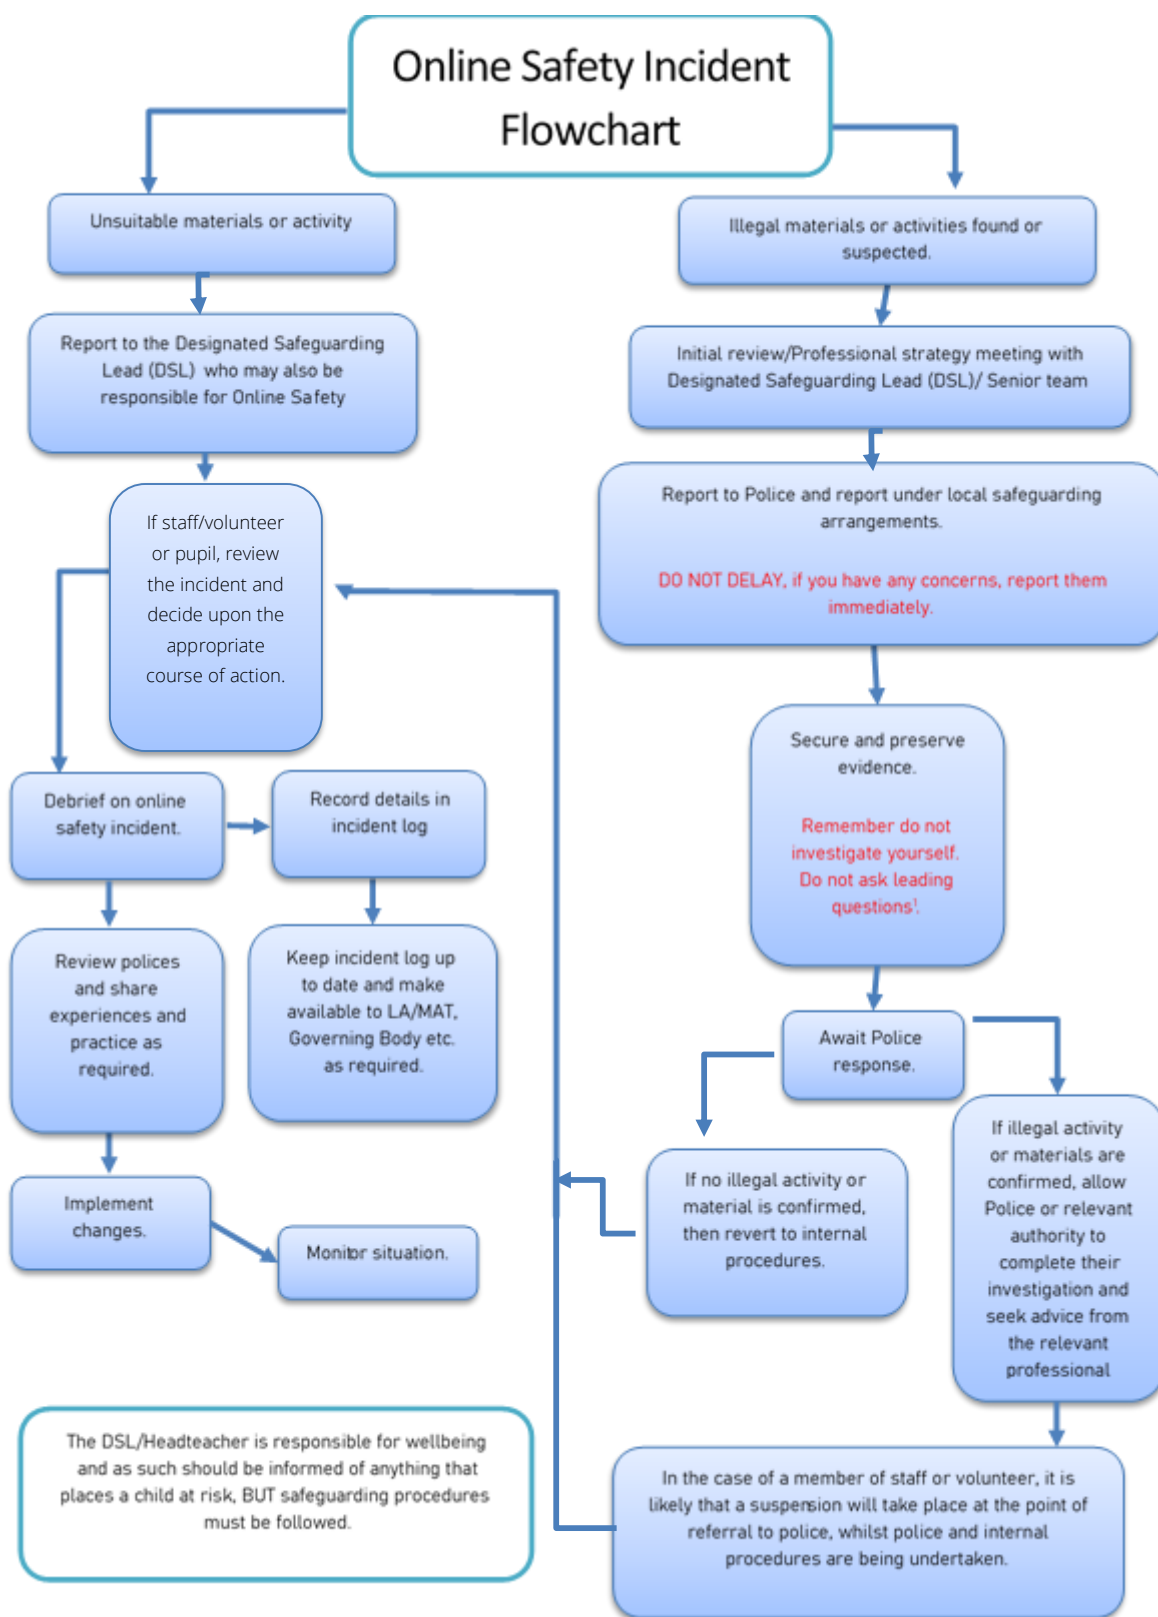 Online Safety Incident
Flowchart
Unsuitable materials or activity
Report to the Designated Safeguarding
Lead (DSL) who may also be
responsible for Online Safety
If staff/volunteer
or pupil, review
the incident and
decide upon the
appropriate
course of action.
Debrief on online
safety incident.
Record details in
incident log
Review polices
and share
experiences and
practice as
required.
Keep incident log up
to date and make
available to LA/MAT,
Governing Body etc.
as required.
Implement
changes.
Monitor situation.
The DSL/Headteacher is responsible for wellbeing
and as such should be informed of anything that
places a child at risk, BUT safeguarding procedures
must be followed.
Illegal materials or activities found or
suspected.
Initial review/Professional strategy meeting with
Designated Safeguarding Lead (DSL)/ Senior team
Report to Police and report under local safeguarding
arrangements.
DO NOT DELAY, if you have any concerns, report them
immediately.
Secure and preserve
evidence.
Remember do not
investigate yourself.
Do not ask leading
questions¹.
Await Police
response.
If no illegal activity or
material is confirmed,
then revert to internal
procedures.
If illegal activity
or materials are
confirmed, allow
Police or relevant
authority to
complete their
investigation and
seek advice from
the relevant
professional
In the case of a member of staff or volunteer, it is
likely that a suspension will take place at the point of
referral to police, whilst police and internal
procedures are being undertaken.